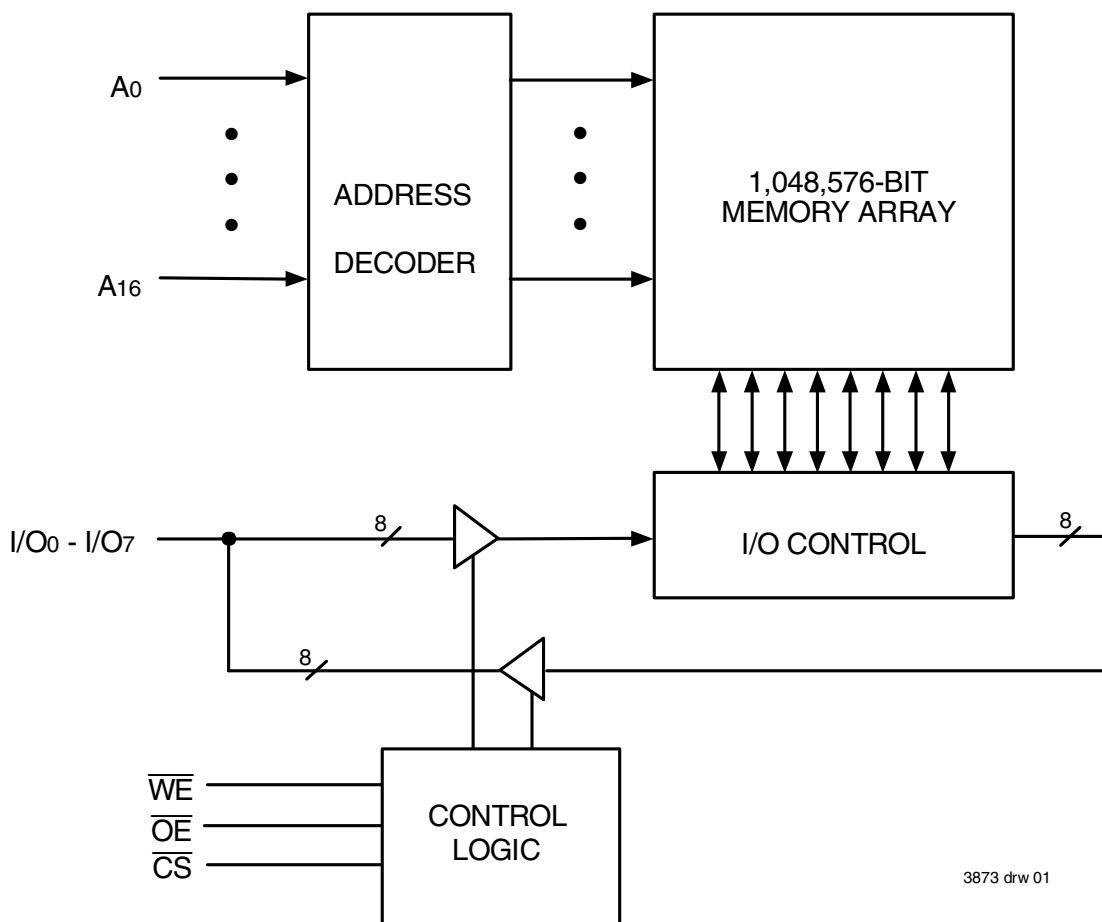 A0
A16
ADDRESS
DECODER
1,048,576-BIT
MEMORY ARRAY
I/O0 - I/O7
8
I/O CONTROL
8
8
WE
OE
CS
CONTROL
LOGIC
3873 drw 01